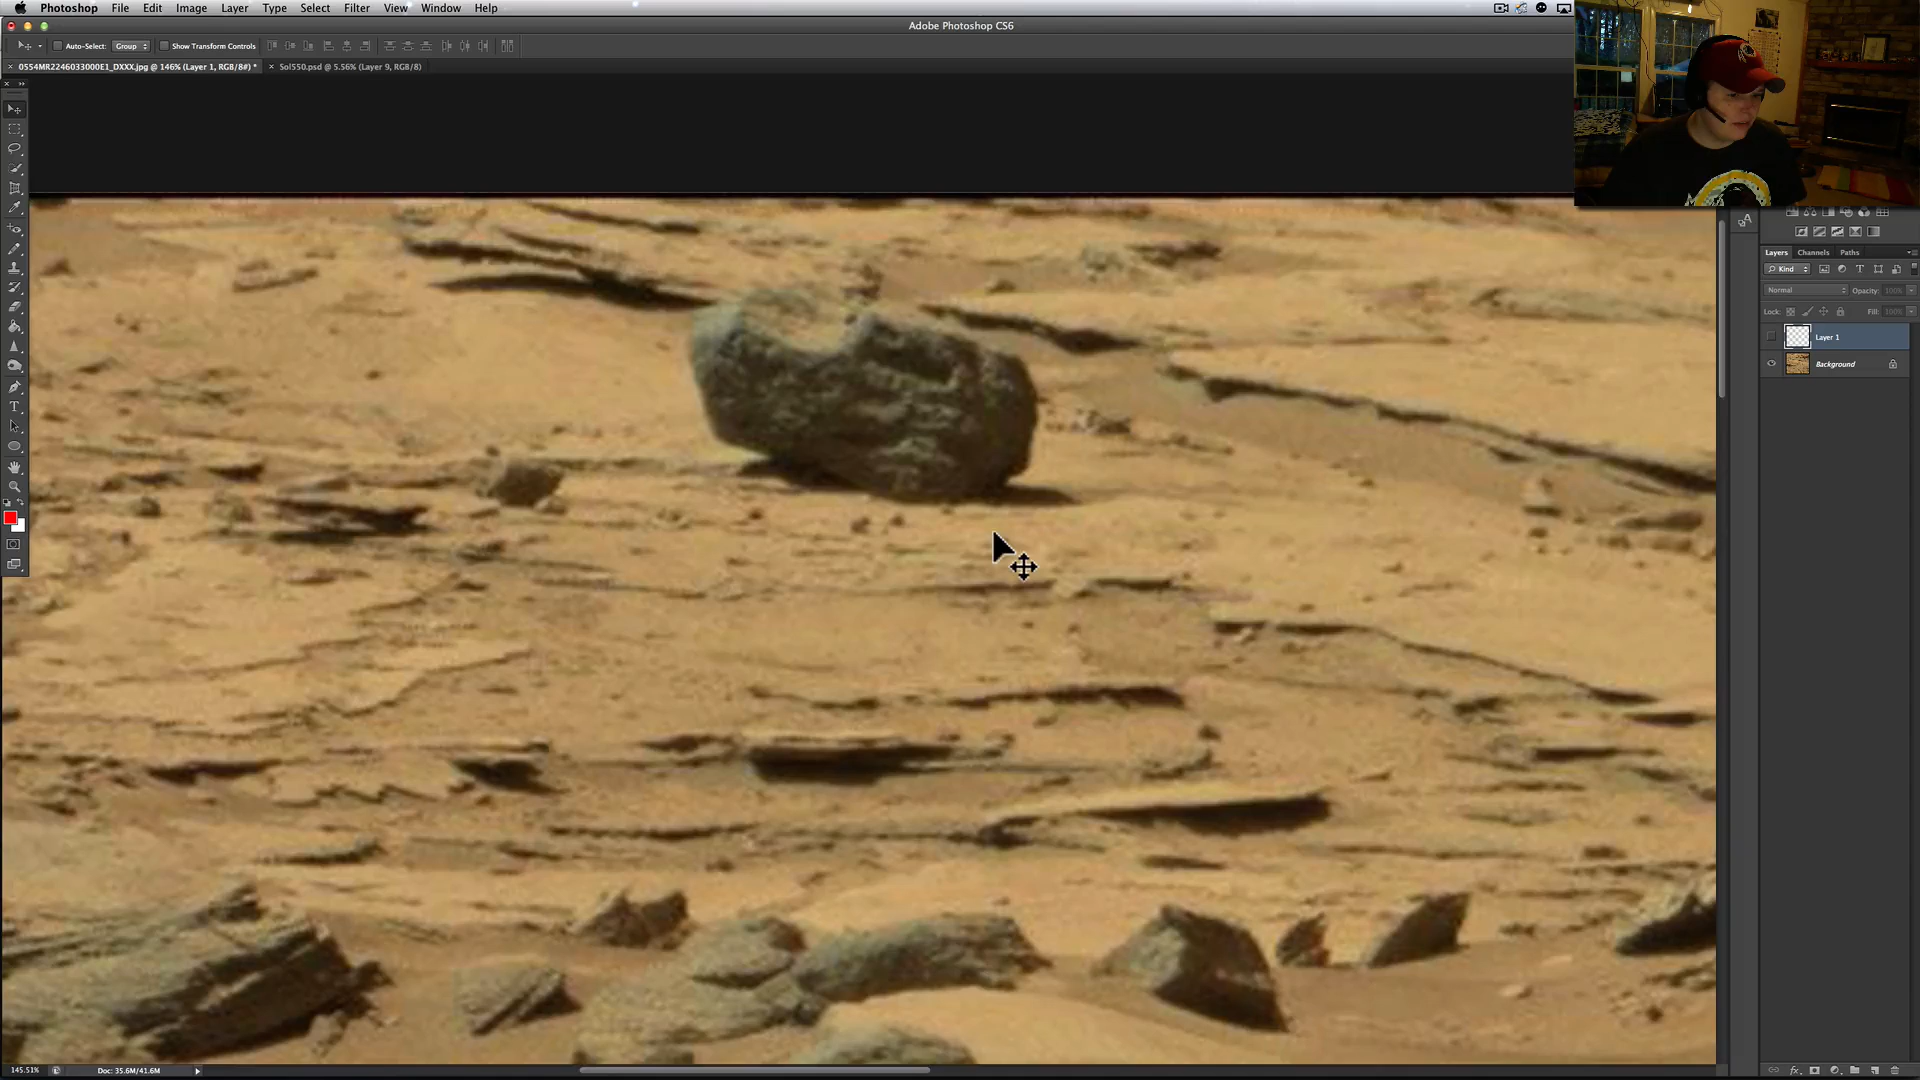 Photoshop File Edit Image Layer Type Select Filter View Window Help
Adobe Photoshop CS6
Auto-Select: Group Show Transform Controls
0554MR2246033000E1_DXXX.jpg @ 146% (Layer 1, RGB/8#) * Sol550.psd @ 5.56% (Layer 9, RGB/8)
Layers Channels Paths
Kind
Normal Opacity: 100%
Lock: Fill: 100%
Layer 1
Background
145.51% Doc: 35.6M/41.6M